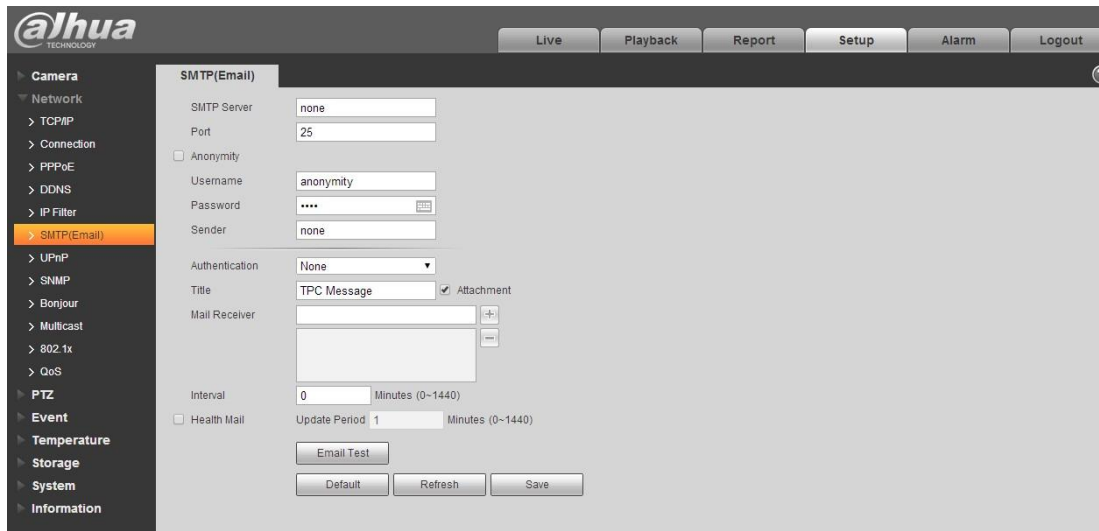 alhua
TECHNOLOGY
Live Playback Report Setup Alarm Logout
Camera
Network
> TCP/IP
> Connection
> PPPoE
> DDNS
> IP Filter
> SMTP(Email)
> UPnP
> SNMP
> Bonjour
> Multicast
> 802.1x
> QoS
PTZ
Event
Temperature
Storage
System
Information
SMTP(Email)
SMTP Server none
Port 25
Anonymity
Username anonymity
Password ••••
Sender none
Authentication None
Title TPC Message Attachment
Mail Receiver
Interval 0 Minutes (0~1440)
Health Mail Update Period 1 Minutes (0~1440)
Email Test
Default Refresh Save